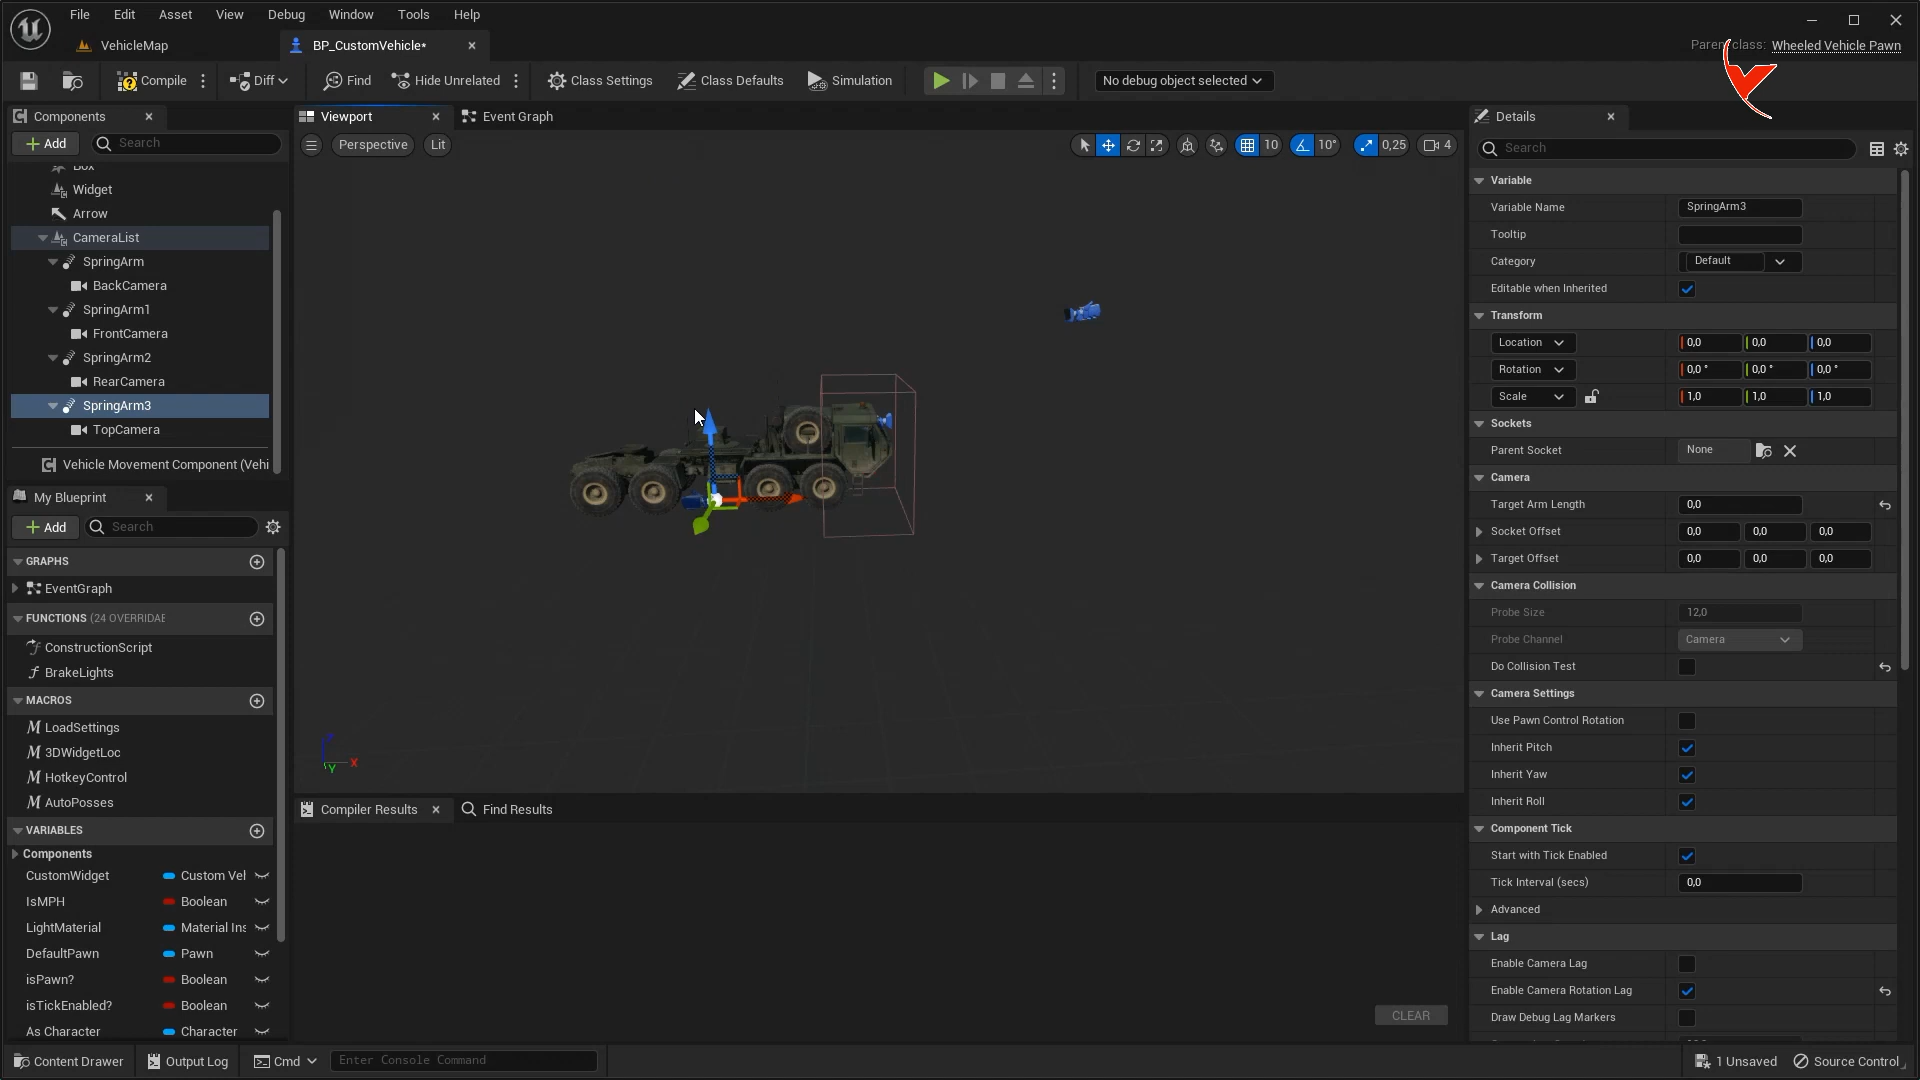 File Edit Asset View Debug Window Tools Help
VehicleMap
BP_CustomVehicle*
Parent class: Wheeled Vehicle Pawn
Compile
Diff
Find
Hide Unrelated
Class Settings
Class Defaults
Simulation
No debug object selected
Components
Add
Search
Box
Widget
Arrow
CameraList
SpringArm
BackCamera
SpringArm1
FrontCamera
SpringArm2
RearCamera
SpringArm3
TopCamera
Vehicle Movement Component (Vehi
My Blueprint
Add
Search
GRAPHS
EventGraph
FUNCTIONS (24 OVERRIDAE
ConstructionScript
BrakeLights
MACROS
LoadSettings
3DWidgetLoc
HotkeyControl
AutoPosses
VARIABLES
Components
CustomWidget Custom Vel
IsMPH Boolean
LightMaterial Material Ins
DefaultPawn Pawn
isPawn? Boolean
isTickEnabled? Boolean
As Character Character
Viewport
Event Graph
Perspective
Lit
10
10°
0,25
4
X
Y
Compiler Results
Find Results
CLEAR
Details
Search
Variable
Variable Name SpringArm3
Tooltip
Category Default
Editable when Inherited
Transform
Location 0,0 0,0 0,0
Rotation 0,0 ° 0,0 ° 0,0 °
Scale 1,0 1,0 1,0
Sockets
Parent Socket None
Camera
Target Arm Length 0,0
Socket Offset 0,0 0,0 0,0
Target Offset 0,0 0,0 0,0
Camera Collision
Probe Size 12,0
Probe Channel Camera
Do Collision Test
Camera Settings
Use Pawn Control Rotation
Inherit Pitch
Inherit Yaw
Inherit Roll
Component Tick
Start with Tick Enabled
Tick Interval (secs) 0,0
Advanced
Lag
Enable Camera Lag
Enable Camera Rotation Lag
Draw Debug Lag Markers
Content Drawer
Output Log
Cmd
Enter Console Command
1 Unsaved
Source Control